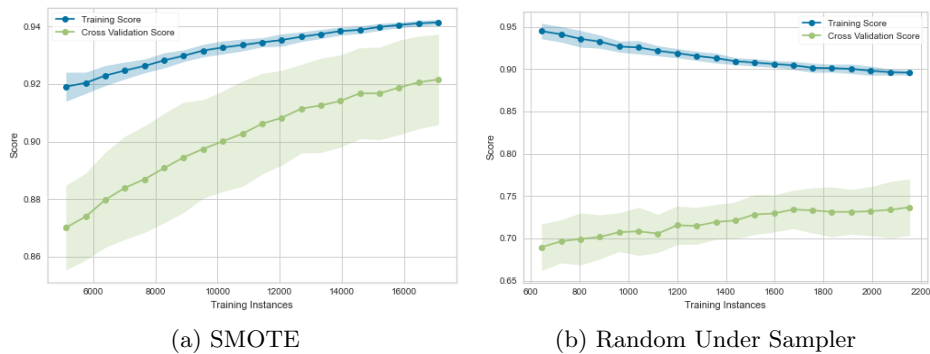 Training Score
Cross Validation Score
0.94
0.92
0.90
0.88
0.86
Score
6000 8000 10000 12000 14000 16000
Training Instances
(a) SMOTE
Training Score
Cross Validation Score
0.95
0.90
0.85
0.80
0.75
0.70
0.65
Score
600 800 1000 1200 1400 1600 1800 2000 2200
Training Instances
(b) Random Under Sampler